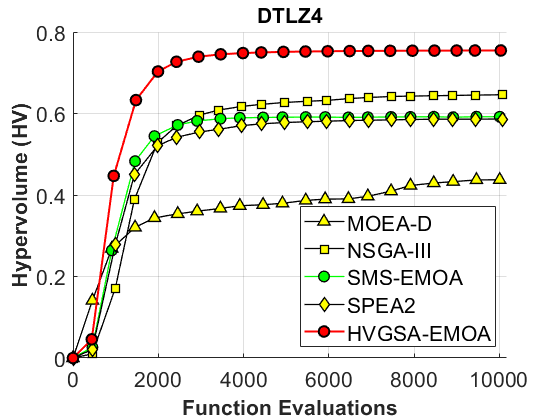 DTLZ4
Hypervolume (HV)
0.8
0.6
0.4
0.2
0
MOEA-D
NSGA-III
SMS-EMOA
SPEA2
HVGSA-EMOA
0 2000 4000 6000 8000 10000
Function Evaluations